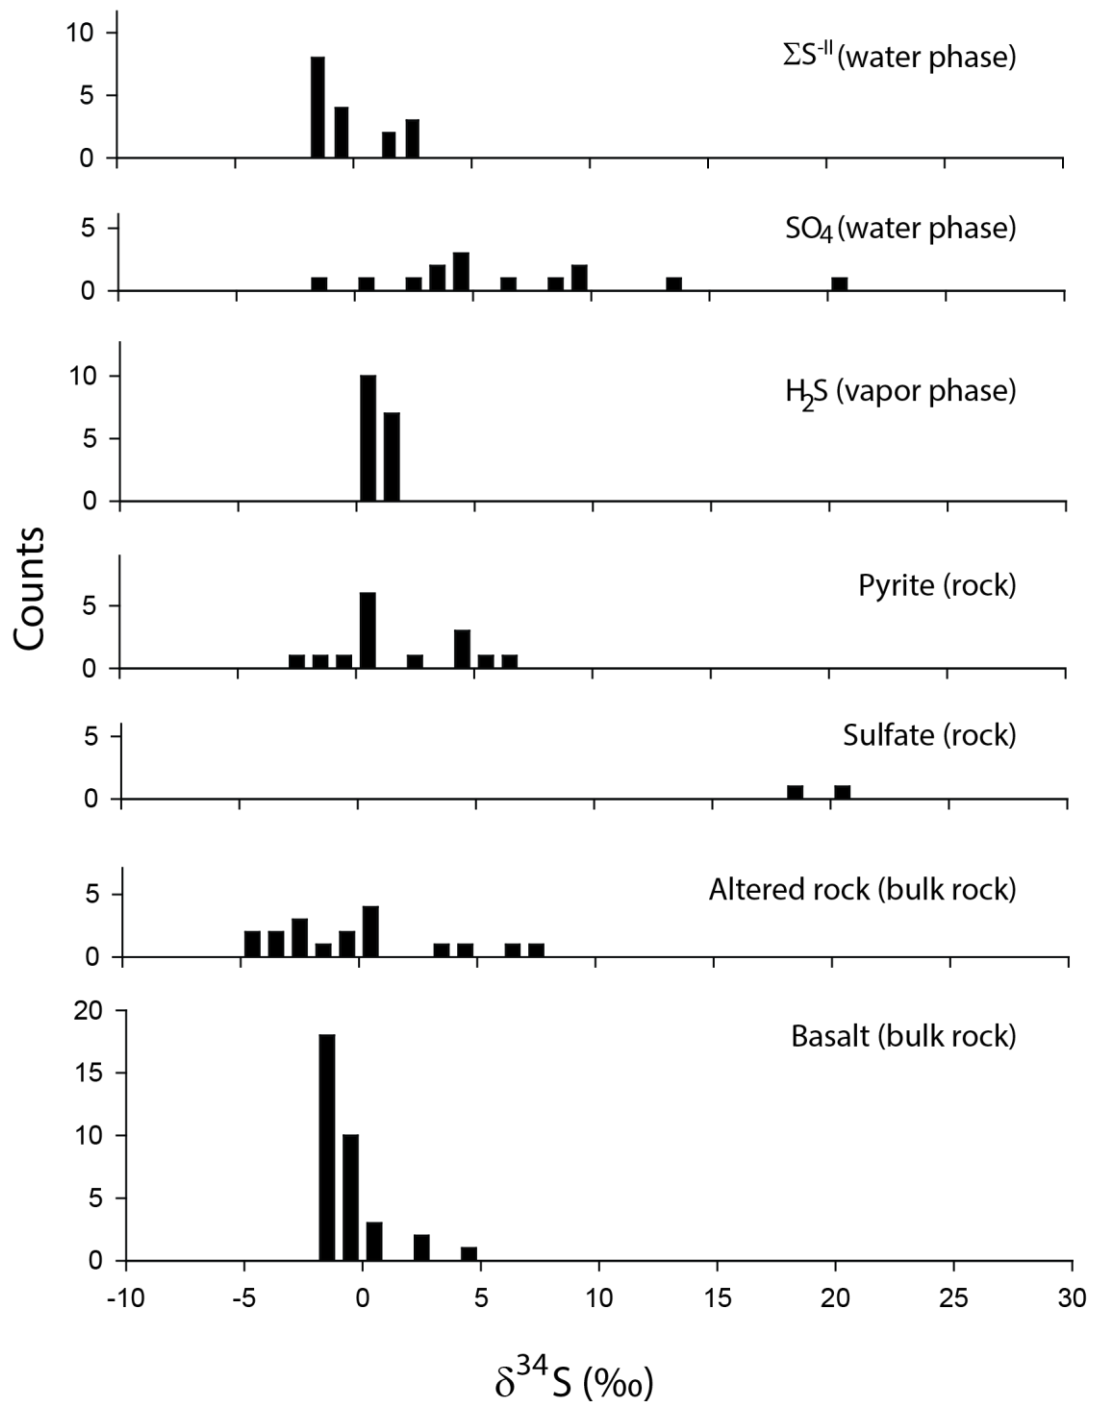 10
5
0
ΣS-II (water phase)
5
0
SO4 (water phase)
10
5
0
H2S (vapor phase)
5
0
Pyrite (rock)
5
0
Sulfate (rock)
5
0
Altered rock (bulk rock)
20
15
10
5
0
Basalt (bulk rock)
-10 -5 0 5 10 15 20 25 30
Counts
δ34S (‰)